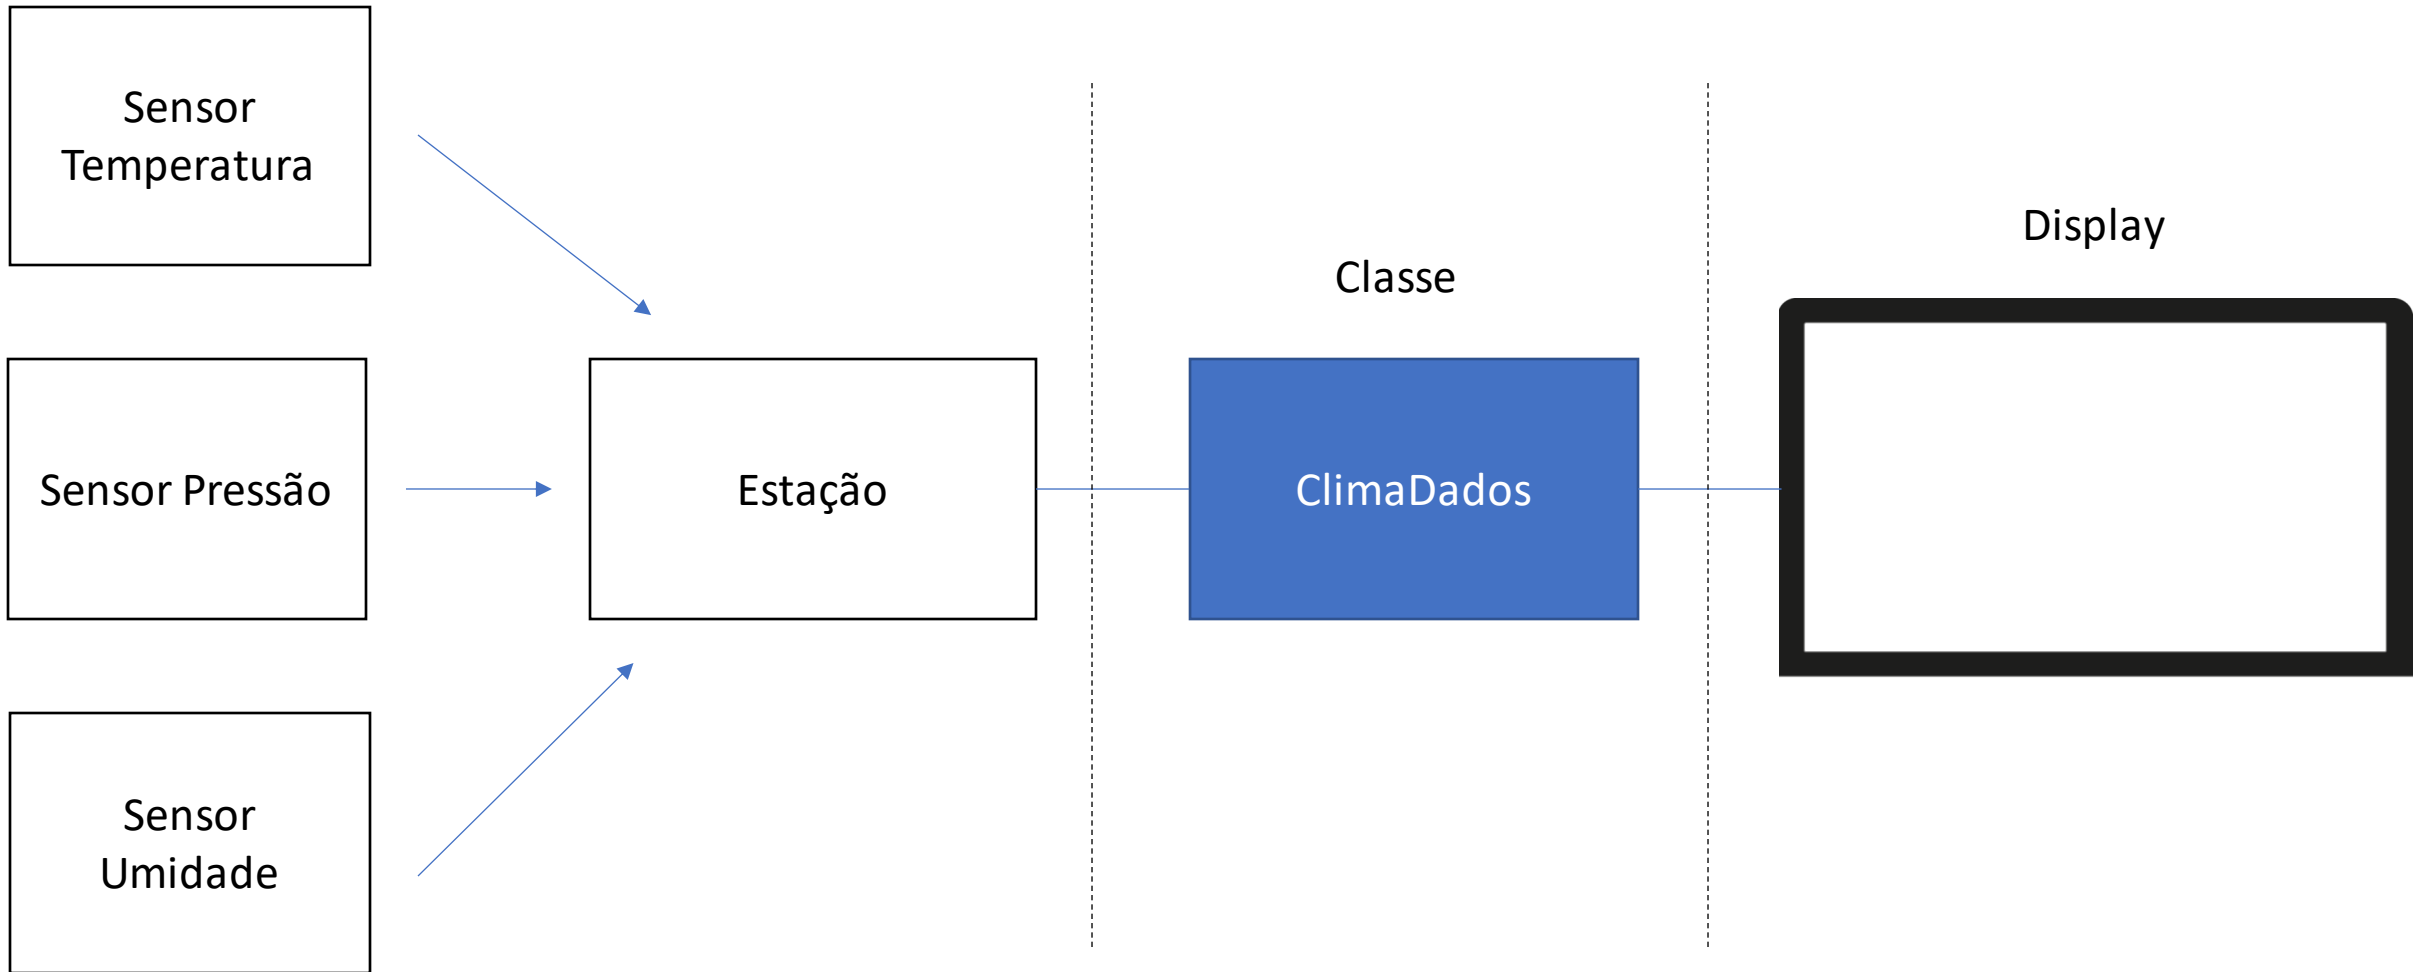 Sensor
Temperatura
Sensor Pressão
Sensor
Umidade
Estação
Classe
ClimaDados
Display